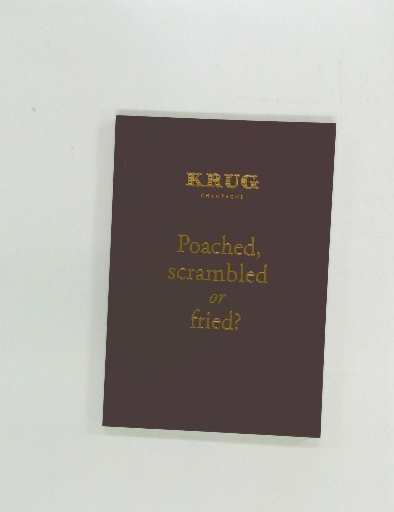 KRUG
CHAMPAGNE
Poached,
scrambled
or
fried?